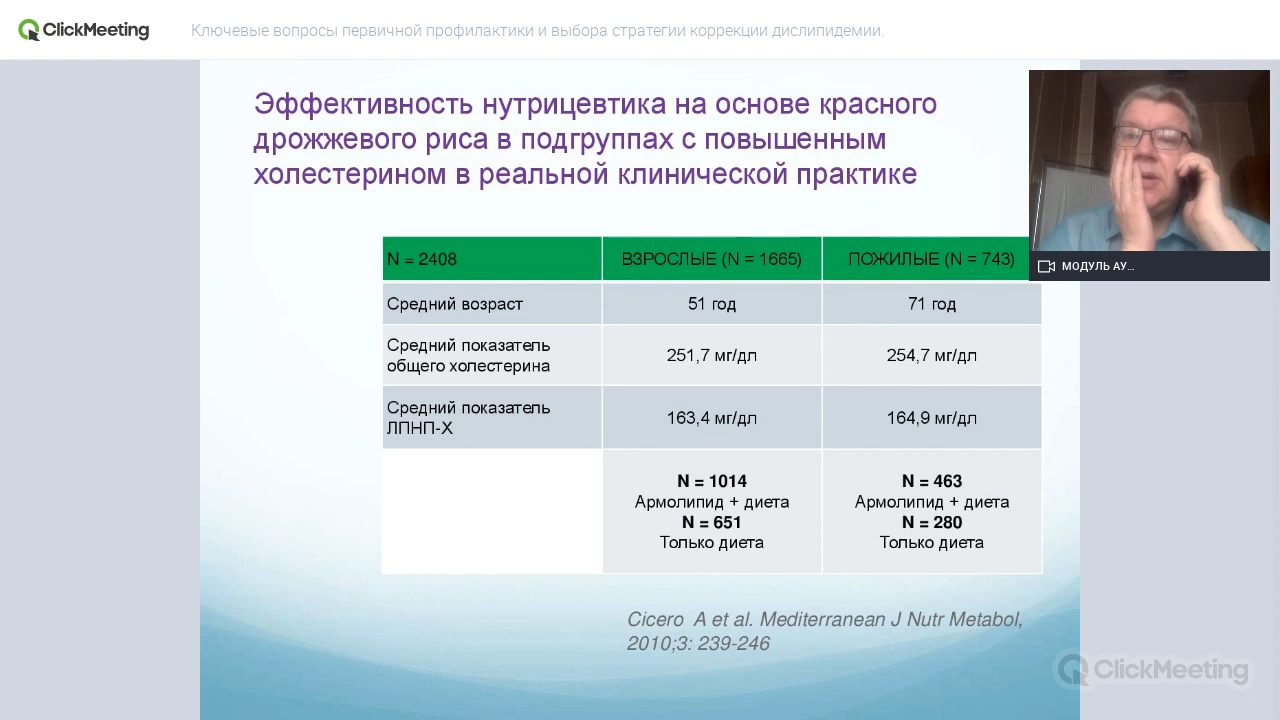 ClickMeeting
Ключевые вопросы первичной профилактики и выбора стратегии коррекции дислипидемии.
Эффективность нутрицевтика на основе красного
дрожжевого риса в подгруппах с повышенным
холестерином в реальной клинической практике
МОДУЛЬ АУ...
N = 2408
ВЗРОСЛЫЕ (N = 1665)
ПОЖИЛЫЕ (N = 743)
Средний возраст
51 год
71 год
Средний показатель
общего холестерина
251,7 мг/дл
254,7 мг/дл
Средний показатель
ЛПНП-Х
163,4 мг/дл
164,9 мг/дл
N = 1014
Армолипид + диета
N = 651
Только диета
N = 463
Армолипид + диета
N = 280
Только диета
Cicero A et al. Mediterranean J Nutr Metabol,
2010;3: 239-246
ClickMeeting